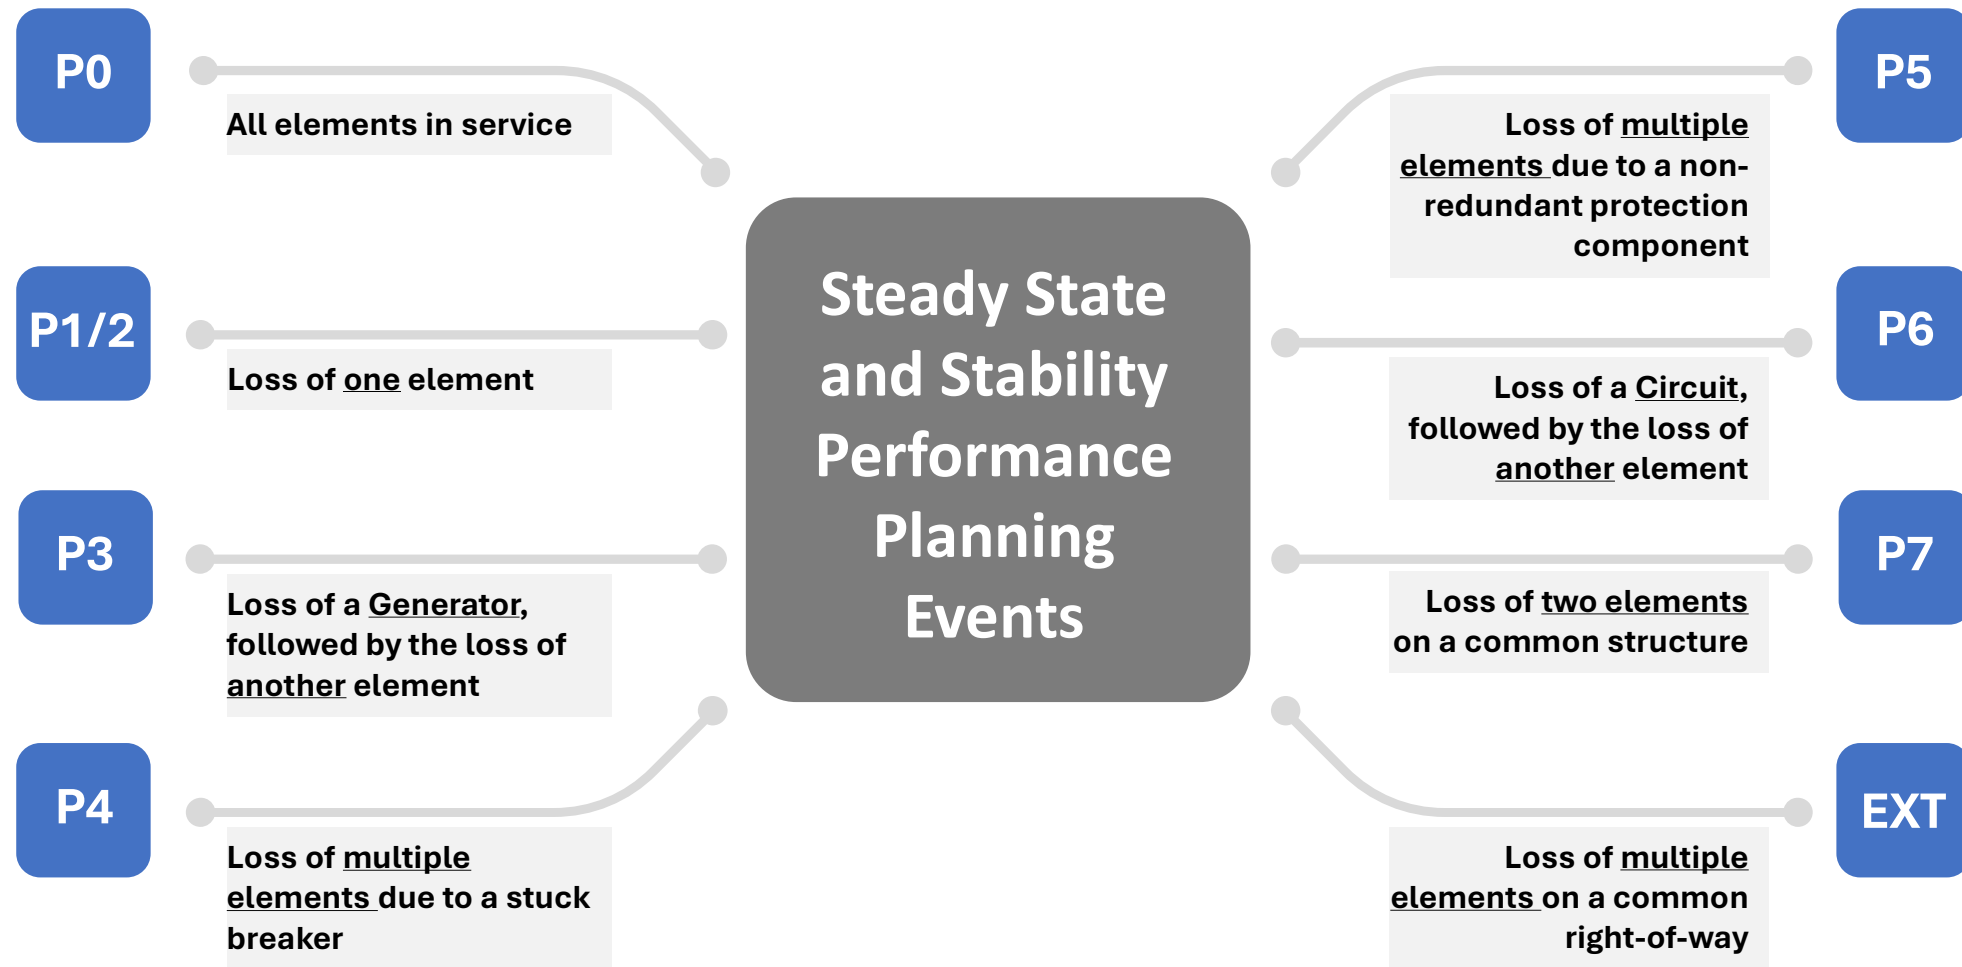 P0
All elements in service
P1/2
Loss of one element
P3
Loss of a Generator,
followed by the loss of
another element
P4
Loss of multiple
elements due to a stuck
breaker
Steady State
and Stability
Performance
Planning
Events
P5
Loss of multiple
elements due to a non-
redundant protection
component
P6
Loss of a Circuit,
followed by the loss of
another element
P7
Loss of two elements
on a common structure
EXT
Loss of multiple
elements on a common
right-of-way